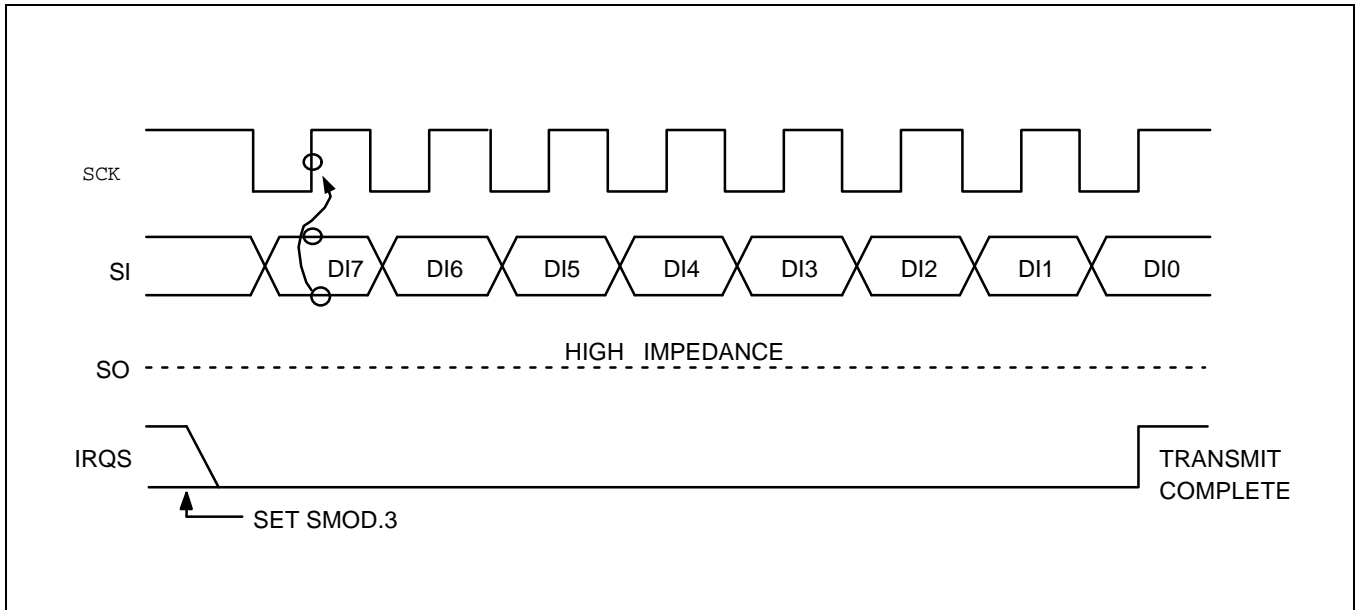 SCK
SI
DI7 DI6 DI5 DI4 DI3 DI2 DI1 DI0
SO
HIGH IMPEDANCE
IRQS
TRANSMIT
COMPLETE
SET SMOD.3